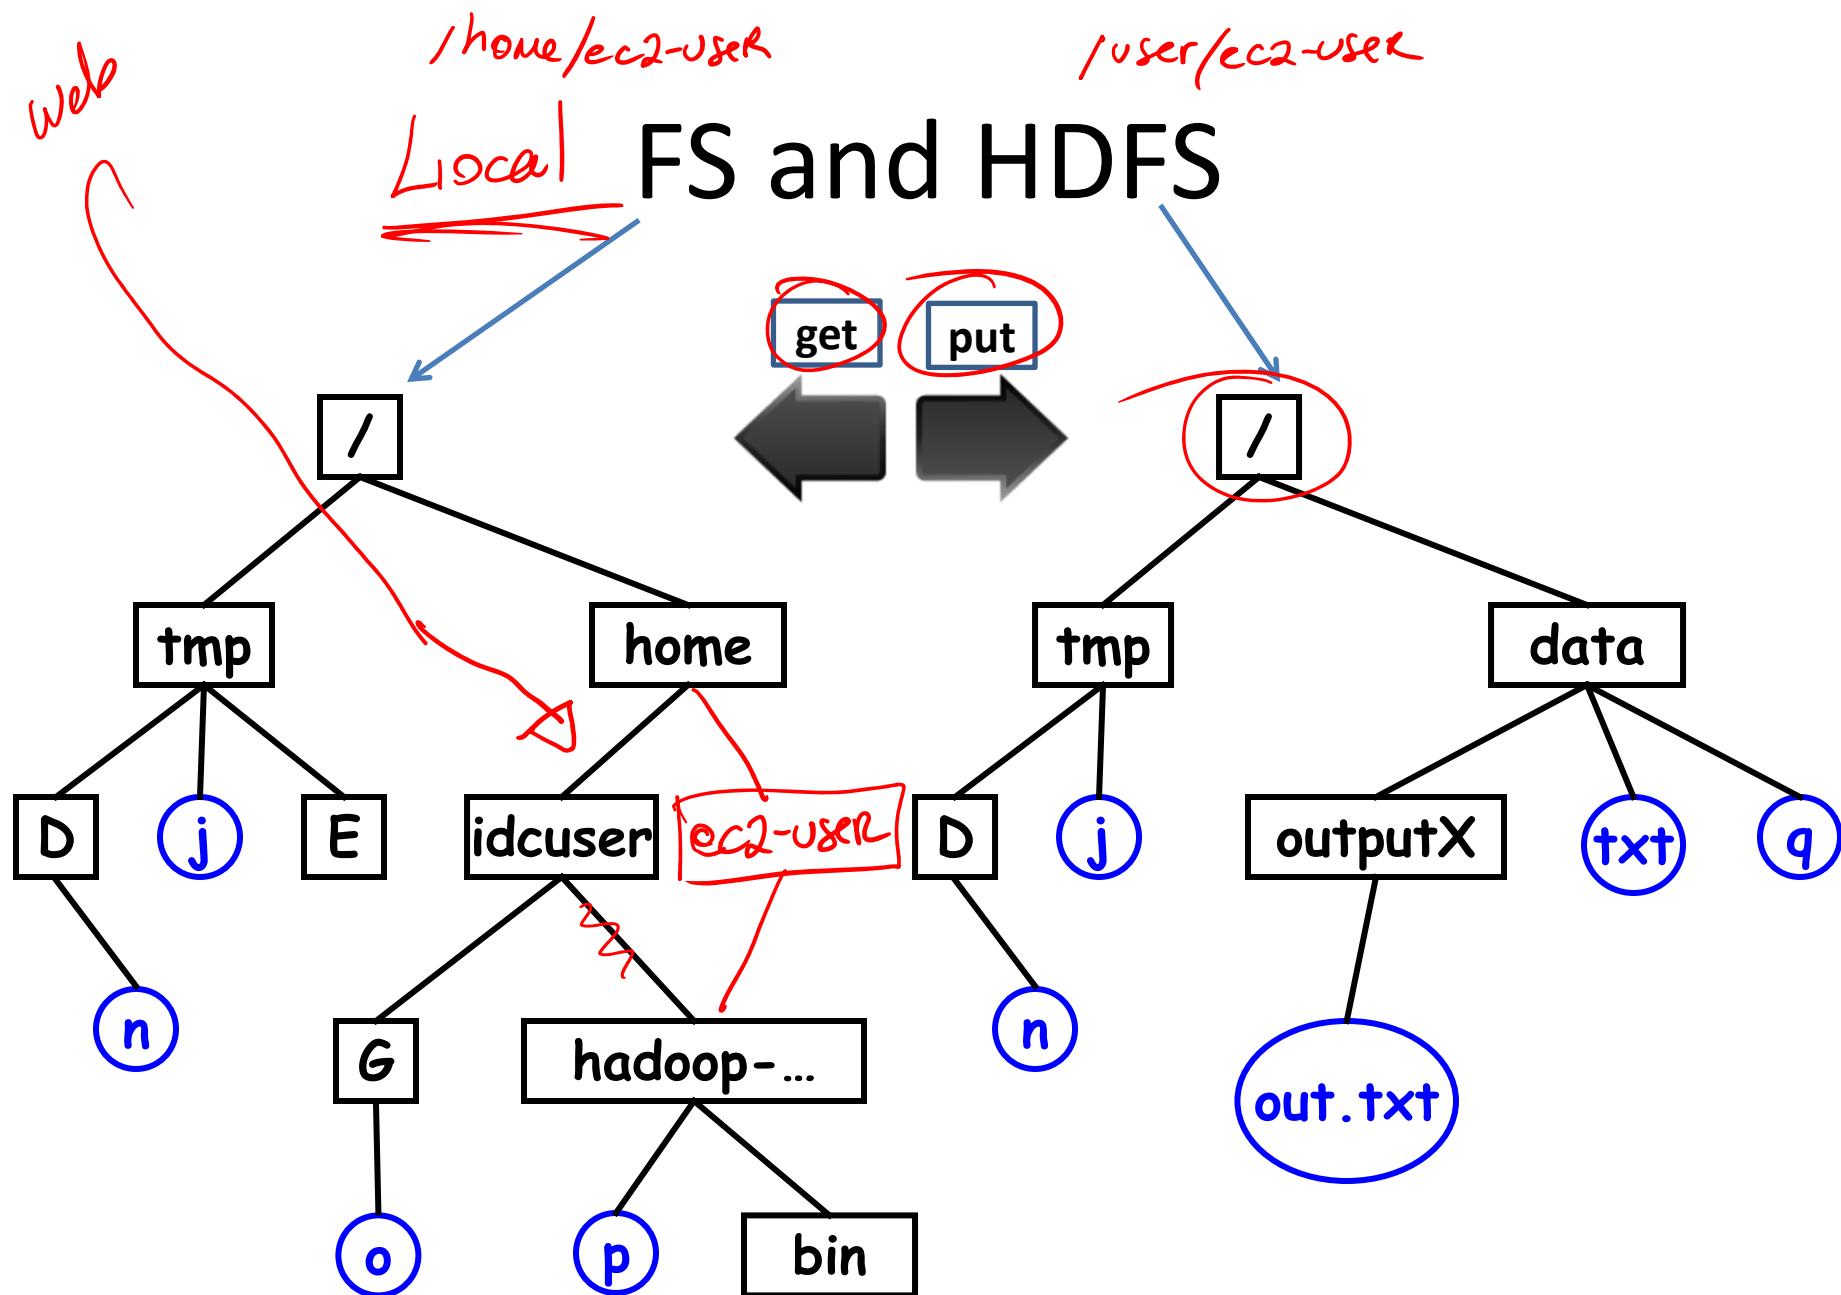 /home/ec2-user /user/ec2-user
web
Local FS and HDFS
get put
/ /
tmp home tmp data
D j E idcuser ec2-user D j outputX txt q
n G hadoop-... n out.txt
o p bin